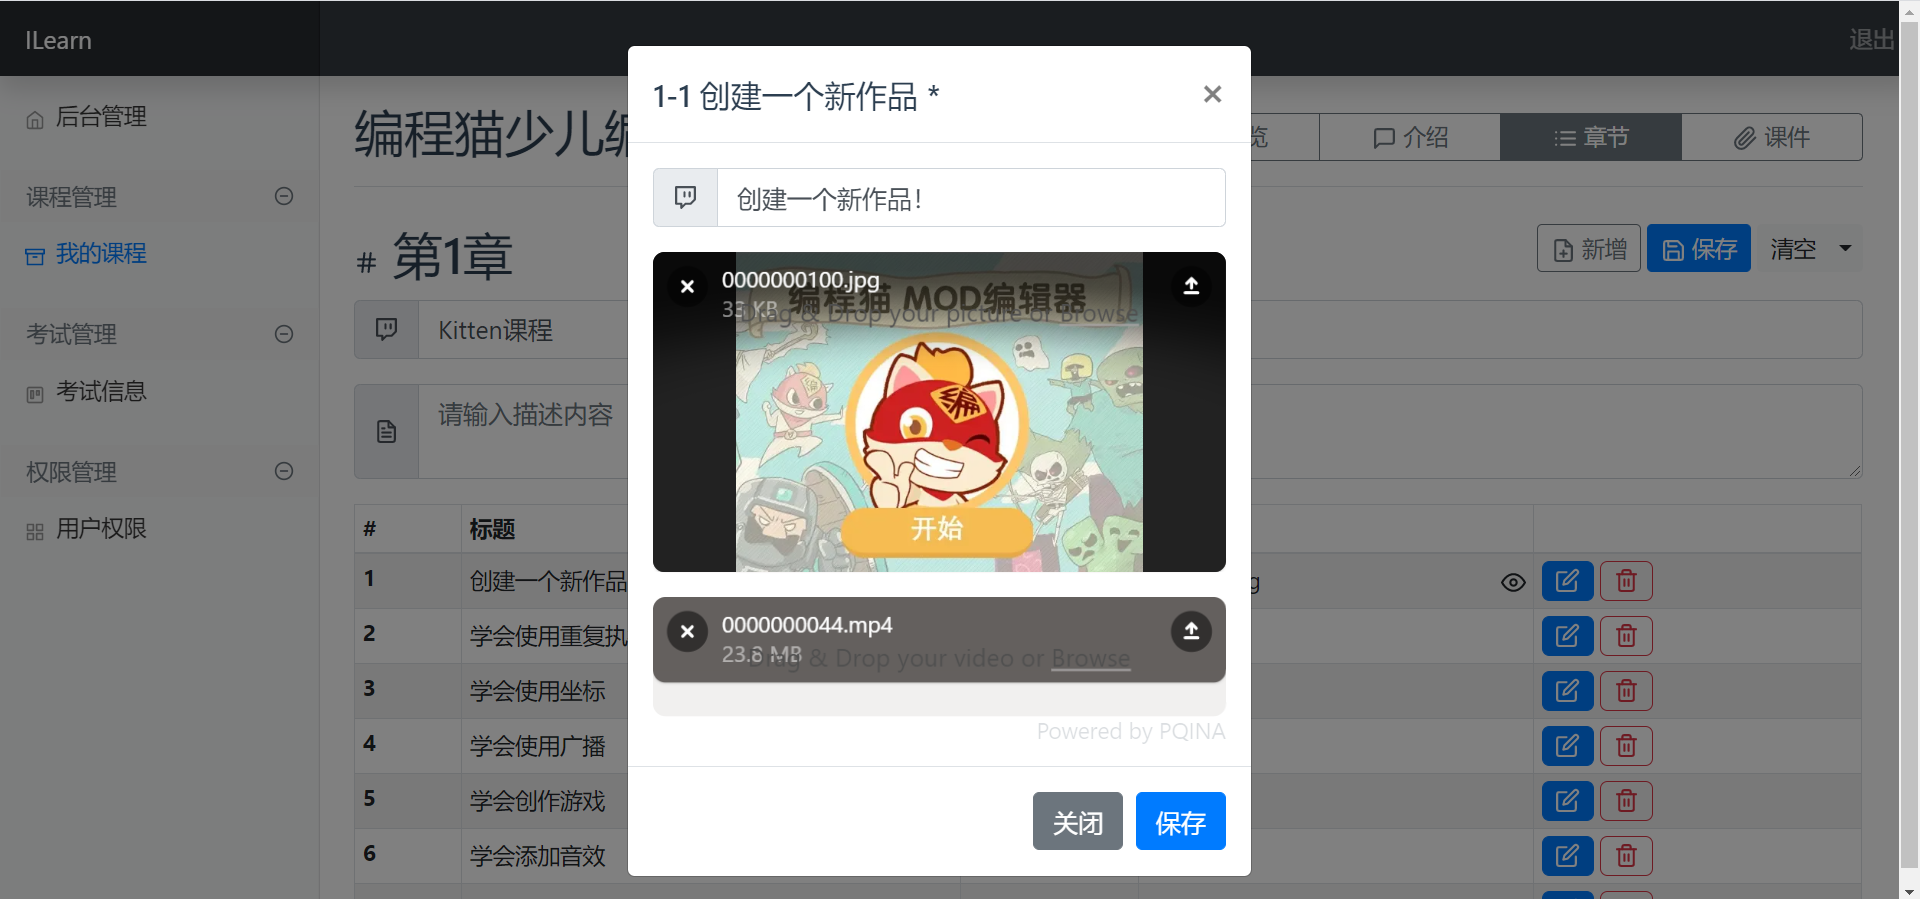 ILearn
退出
后台管理
课程管理
我的课程
考试管理
考试信息
权限管理
用户权限
编程猫少儿编
览
介绍
章节
课件
# 第1章
新增
保存
清空
Kitten课程
请输入描述内容
# 标题
1 创建一个新作品
g
2 学会使用重复执
3 学会使用坐标
4 学会使用广播
5 学会创作游戏
6 学会添加音效
1-1 创建一个新作品 *
×
创建一个新作品！
0000000100.jpg
33 KB
Drag & Drop your picture or Browse
编程猫 MOD编辑器
编
开始
0000000044.mp4
23.8 MB
Drag & Drop your video or Browse
Powered by PQINA
关闭
保存